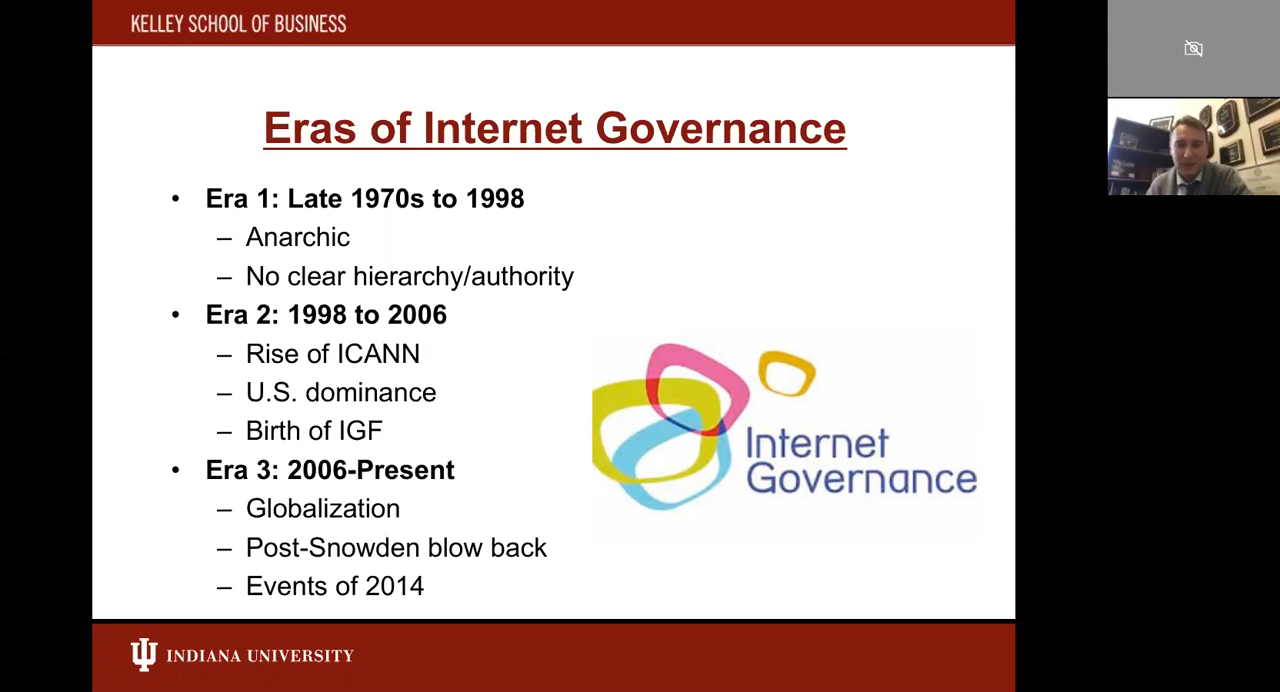 KELLEY SCHOOL OF BUSINESS
Eras of Internet Governance
• Era 1: Late 1970s to 1998
– Anarchic
– No clear hierarchy/authority
• Era 2: 1998 to 2006
– Rise of ICANN
– U.S. dominance
– Birth of IGF
• Era 3: 2006-Present
– Globalization
– Post-Snowden blow back
– Events of 2014
Internet
Governance
INDIANA UNIVERSITY